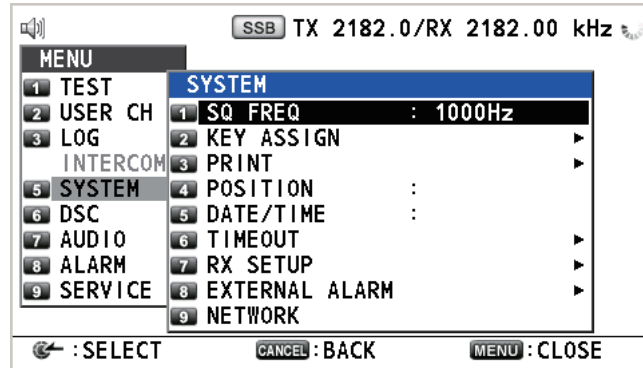 SSB TX 2182.0/RX 2182.00 kHz
MENU
1 TEST
2 USER CH
3 LOG
INTERCOM
5 SYSTEM
6 DSC
7 AUDIO
8 ALARM
9 SERVICE
SYSTEM
1 SQ FREQ : 1000Hz
2 KEY ASSIGN
3 PRINT
4 POSITION :
5 DATE/TIME :
6 TIMEOUT
7 RX SETUP
8 EXTERNAL ALARM
9 NETWORK
:SELECT CANCEL:BACK MENU:CLOSE